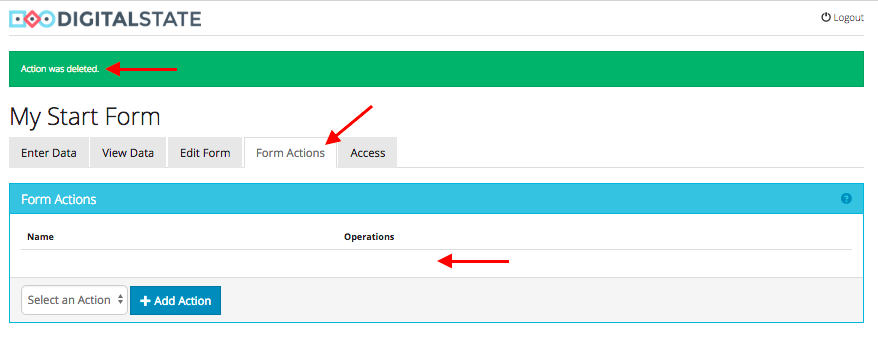 DIGITALSTATE
Logout
Action was deleted.
My Start Form
Enter Data View Data Edit Form Form Actions Access
Form Actions ?
Name Operations
Select an Action + Add Action